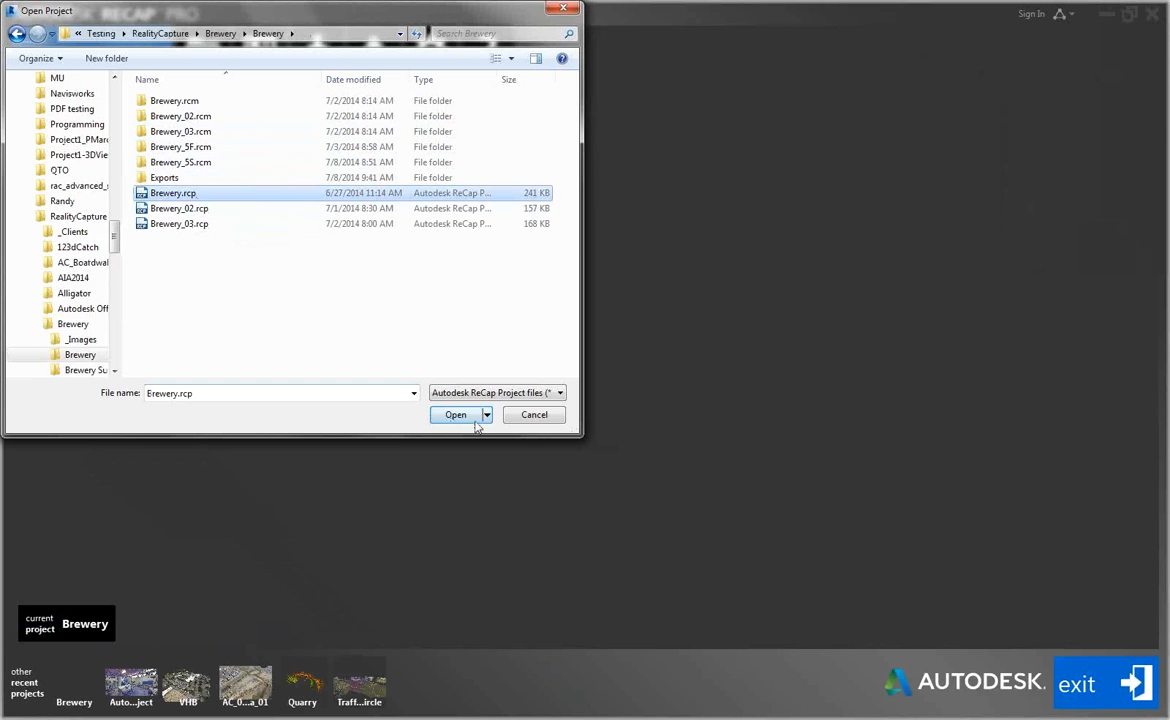 Open Project
SK RECAP PRO
Sign In
« Testing RealityCapture Brewery Brewery
Search Brewery
Organize New folder
Name Date modified Type Size
MU
Navisworks
PDF testing
Programming
Project1_PMarc
Project1-3DVie
QTO
rac_advanced_
Randy
RealityCapture
_Clients
123dCatch
AC_Boardwal
AIA2014
Alligator
Autodesk Off
Brewery
_Images
Brewery
Brewery Su
Brewery.rcm 7/2/2014 8:14 AM File folder
Brewery_02.rcm 7/2/2014 8:14 AM File folder
Brewery_03.rcm 7/2/2014 8:14 AM File folder
Brewery_5F.rcm 7/3/2014 8:58 AM File folder
Brewery_5S.rcm 7/8/2014 8:51 AM File folder
Exports 7/8/2014 9:41 AM File folder
Brewery.rcp 6/27/2014 11:14 AM Autodesk ReCap P... 241 KB
Brewery_02.rcp 7/1/2014 8:30 AM Autodesk ReCap P... 157 KB
Brewery_03.rcp 7/2/2014 8:00 AM Autodesk ReCap P... 168 KB
File name: Brewery.rcp
Autodesk ReCap Project files (*
Open Cancel
current project Brewery
other recent projects
Brewery Auto...ject VHB AC_0...a_01 Quarry Traff...ircle
AUTODESK.
exit